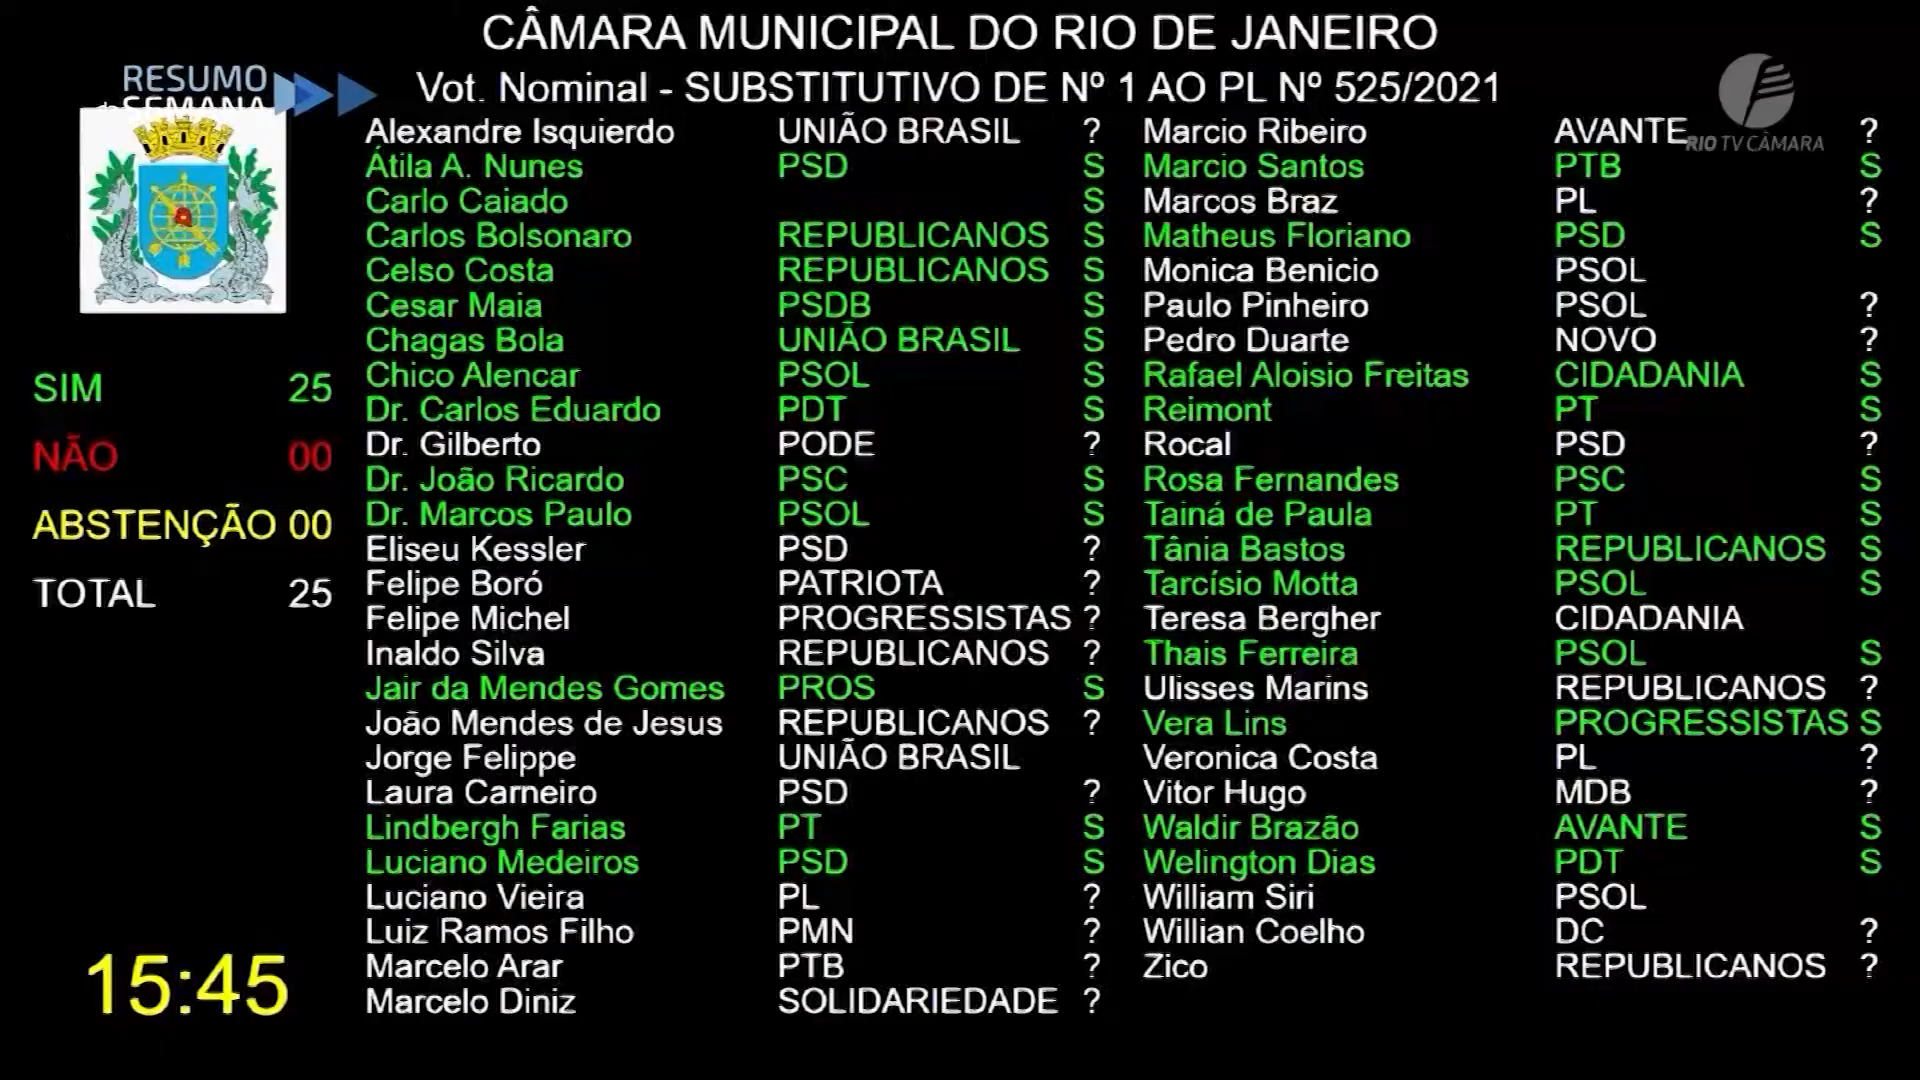 CÂMARA MUNICIPAL DO RIO DE JANEIRO
RESUMO
da SEMANA
Vot. Nominal - SUBSTITUTIVO DE Nº 1 AO PL Nº 525/2021
RIO TV CÂMARA
SIM 25
NÃO 00
ABSTENÇÃO 00
TOTAL 25
15:45
Alexandre Isquierdo UNIÃO BRASIL ?
Átila A. Nunes PSD S
Carlo Caiado S
Carlos Bolsonaro REPUBLICANOS S
Celso Costa REPUBLICANOS S
Cesar Maia PSDB S
Chagas Bola UNIÃO BRASIL S
Chico Alencar PSOL S
Dr. Carlos Eduardo PDT S
Dr. Gilberto PODE ?
Dr. João Ricardo PSC S
Dr. Marcos Paulo PSOL S
Eliseu Kessler PSD ?
Felipe Boró PATRIOTA ?
Felipe Michel PROGRESSISTAS ?
Inaldo Silva REPUBLICANOS ?
Jair da Mendes Gomes PROS S
João Mendes de Jesus REPUBLICANOS ?
Jorge Felippe UNIÃO BRASIL
Laura Carneiro PSD ?
Lindbergh Farias PT S
Luciano Medeiros PSD S
Luciano Vieira PL ?
Luiz Ramos Filho PMN ?
Marcelo Arar PTB ?
Marcelo Diniz SOLIDARIEDADE ?
Marcio Ribeiro AVANTE ?
Marcio Santos PTB S
Marcos Braz PL ?
Matheus Floriano PSD S
Monica Benicio PSOL
Paulo Pinheiro PSOL ?
Pedro Duarte NOVO ?
Rafael Aloisio Freitas CIDADANIA S
Reimont PT S
Rocal PSD ?
Rosa Fernandes PSC S
Tainá de Paula PT S
Tânia Bastos REPUBLICANOS S
Tarcísio Motta PSOL S
Teresa Bergher CIDADANIA
Thais Ferreira PSOL S
Ulisses Marins REPUBLICANOS ?
Vera Lins PROGRESSISTAS S
Veronica Costa PL ?
Vitor Hugo MDB ?
Waldir Brazão AVANTE S
Welington Dias PDT S
William Siri PSOL
Willian Coelho DC ?
Zico REPUBLICANOS ?